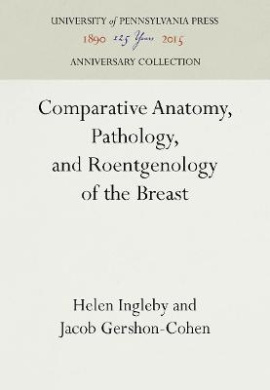 UNIVERSITY of PENNSYLVANIA PRESS
1890 125 Years 2015
ANNIVERSARY COLLECTION
Comparative Anatomy,
Pathology,
and Roentgenology
of the Breast
Helen Ingleby and
Jacob Gershon-Cohen